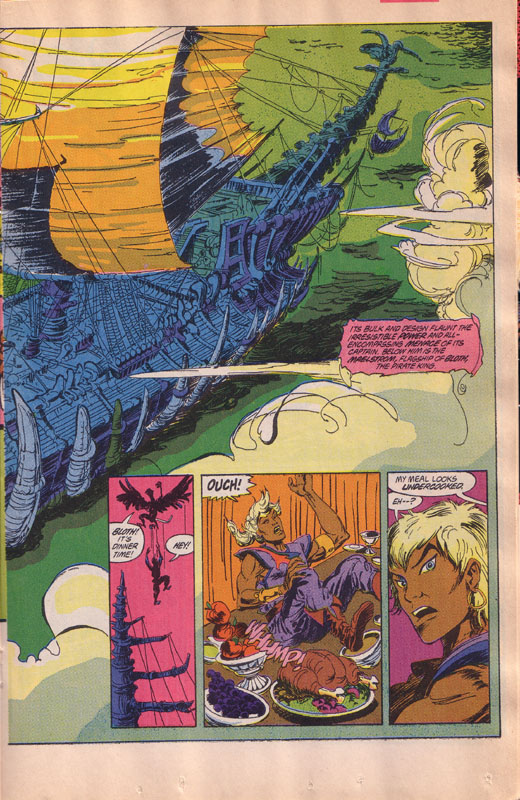 ITS BULK AND DESIGN FLAUNT THE
IRRESISTIBLE POWER AND ALL-
ENCOMPASSING MENACE OF ITS
CAPTAIN. BELOW HIM IS THE
MAELSTROM, FLAGSHIP OF BLOTH,
THE PIRATE KING.
BLOTH!
IT'S
DINNER
TIME!
HEY!
OUCH!
WHUMP!
MY MEAL LOOKS
UNDERCOOKED.
EH--?